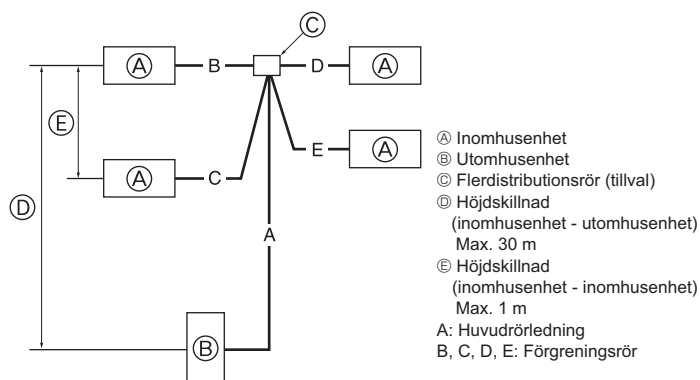 Ⓒ
Ⓐ B D Ⓐ
Ⓔ
Ⓐ C E Ⓐ
Ⓓ
A
Ⓑ
Ⓐ Inomhusenhet
Ⓑ Utomhusenhet
Ⓒ Flerdistributionsrör (tillval)
Ⓓ Höjdskillnad
(inomhusenhet - utomhusenhet)
Max. 30 m
Ⓔ Höjdskillnad
(inomhusenhet - inomhusenhet)
Max. 1 m
A: Huvudrörledning
B, C, D, E: Förgreningsrör